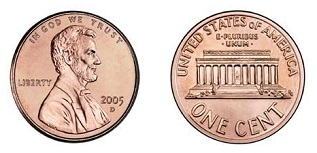 IN GOD WE TRUST
LIBERTY
2005
D
UNITED STATES OF AMERICA
E·PLURIBUS
·UNUM·
ONE CENT